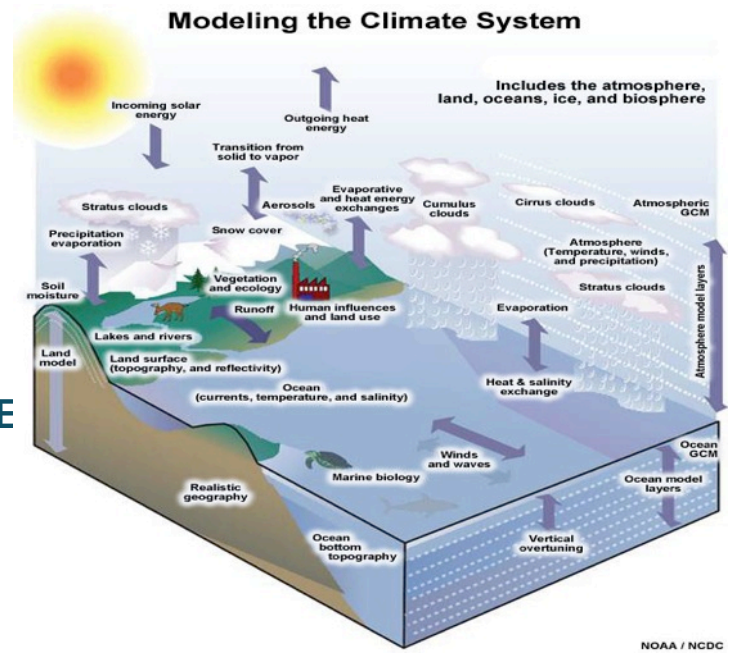 Modeling the Climate System
Includes the atmosphere,
land, oceans, ice, and biosphere
Incoming solar
energy
Outgoing heat
energy
Transition from
solid to vapor
Stratus clouds
Aerosols
Evaporative
and heat energy
exchanges
Cumulus
clouds
Cirrus clouds
Atmospheric
GCM
Precipitation
evaporation
Snow cover
Atmosphere
(Temperature, winds,
and precipitation)
Soil
moisture
Vegetation
and ecology
Stratus clouds
Atmosphere model layers
Runoff
Human influences
and land use
Evaporation
Lakes and rivers
Land
model
Land surface
(topography, and reflectivity)
Ocean
(currents, temperature, and salinity)
Heat & salinity
exchange
E
Winds
and waves
Ocean
GCM
Marine biology
Ocean model
layers
Realistic
geography
Ocean
bottom
topography
Vertical
overtuning
NOAA / NCDC